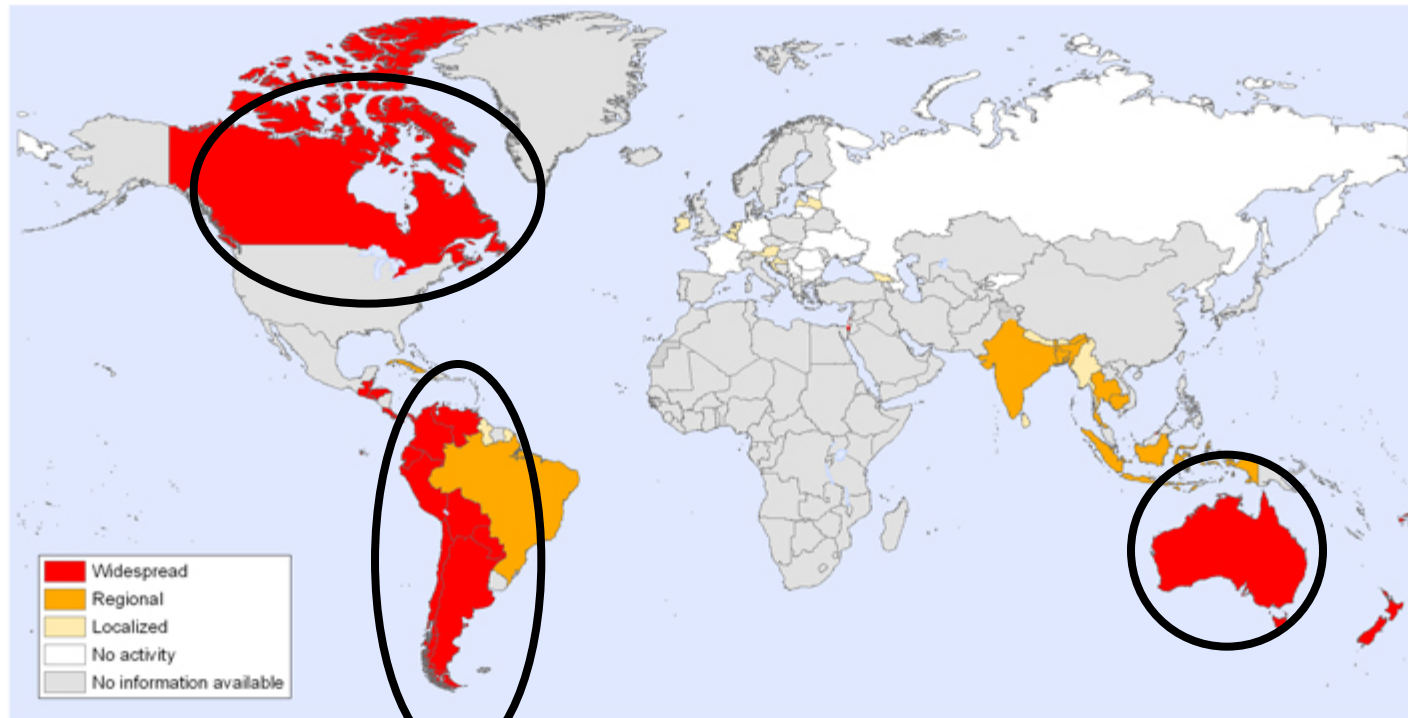 Widespread
Regional
Localized
No activity
No information available